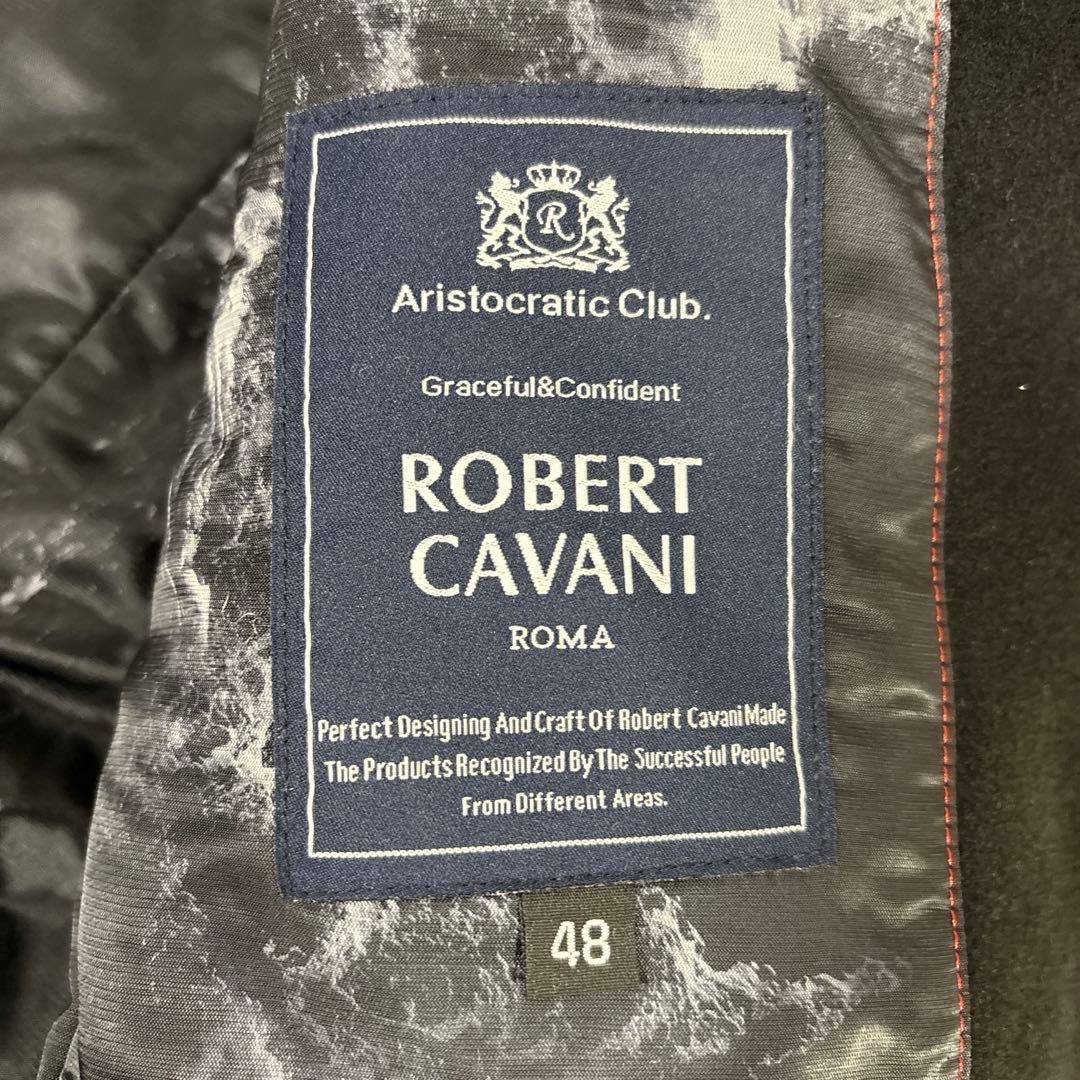 R
Aristocratic Club.
Graceful&Confident
ROBERT
CAVANI
ROMA
Perfect Designing And Craft Of Robert Cavani Made
The Products Recognized By The Successful People
From Different Areas.
48